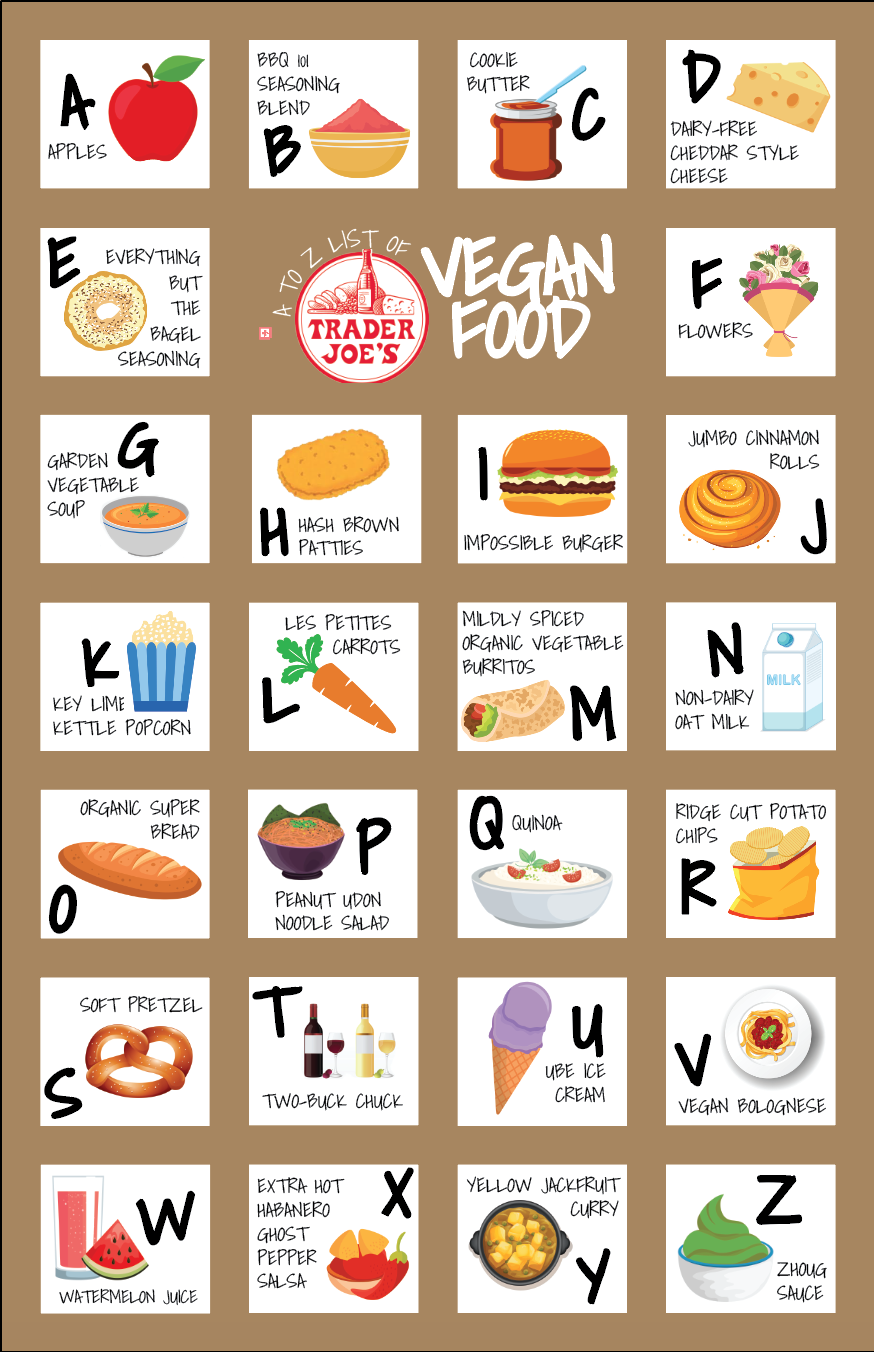 A
APPLES
BBQ 101
SEASONING
BLEND
B
COOKIE
BUTTER
C
D
DAIRY-FREE
CHEDDAR STYLE
CHEESE
E
EVERYTHING
BUT
THE
BAGEL
SEASONING
A TO Z LIST OF
TRADER
JOE'S
VEGAN
FOOD
F
FLOWERS
G
GARDEN
VEGETABLE
SOUP
H
HASH BROWN
PATTIES
I
IMPOSSIBLE BURGER
JUMBO CINNAMON
ROLLS
J
K
KEY LIME
KETTLE POPCORN
LES PETITES
CARROTS
L
MILDLY SPICED
ORGANIC VEGETABLE
BURRITOS
M
N
NON-DAIRY
OAT MILK
MILK
ORGANIC SUPER
BREAD
O
P
PEANUT UDON
NOODLE SALAD
Q
QUINOA
RIDGE CUT POTATO
CHIPS
R
SOFT PRETZEL
S
T
TWO-BUCK CHUCK
U
UBE ICE
CREAM
V
VEGAN BOLOGNESE
W
WATERMELON JUICE
X
EXTRA HOT
HABANERO
GHOST
PEPPER
SALSA
YELLOW JACKFRUIT
CURRY
Y
Z
ZHOUG
SAUCE